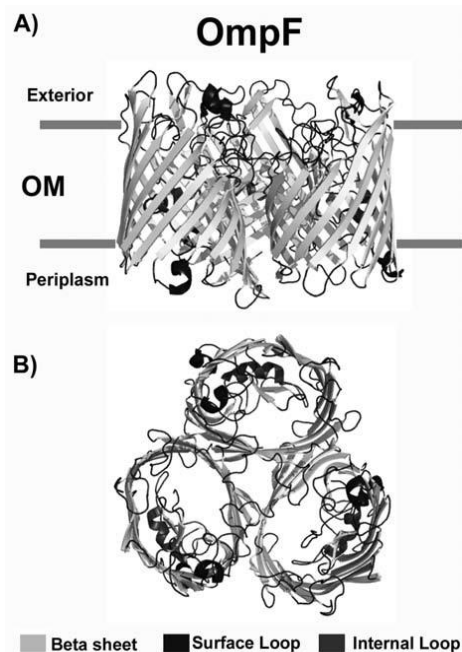 A)
OmpF
Exterior
OM
Periplasm
B)
Beta sheet Surface Loop Internal Loop